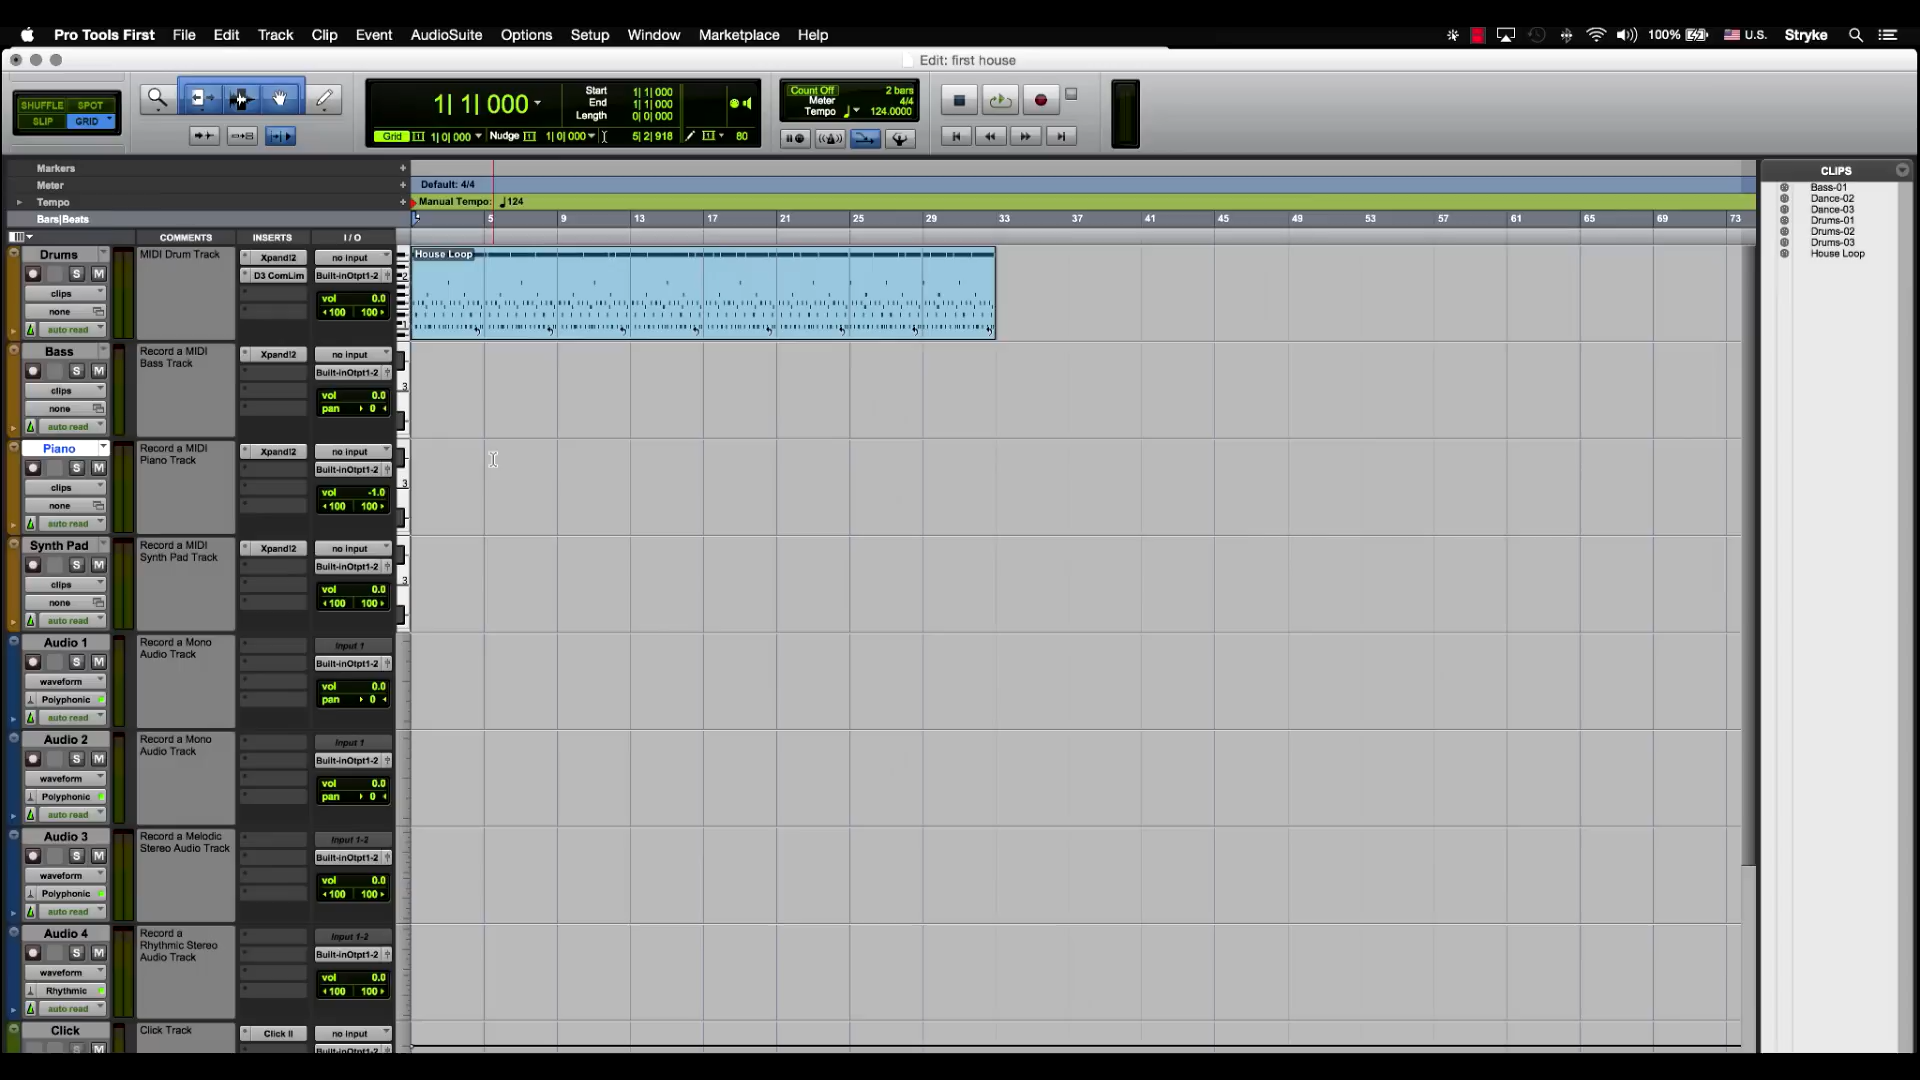 Pro Tools First File Edit Track Clip Event AudioSuite Options Setup Window Marketplace Help 100% U.S. Stryke
Edit: first house
SHUFFLE SPOT
SLIP GRID
1| 1| 000
Start 1| 1| 000
End 1| 1| 000
Length 0| 0| 000
Grid 1| 0| 000 Nudge 1| 0| 000 5| 2| 918 80
Count Off 2 bars
Meter 4/4
Tempo 124.0000
Markers
Meter Default: 4/4
Tempo Manual Tempo: 124
Bars|Beats 5 9 13 17 21 25 29 33 37 41 45 49 53 57 61 65 69 73
COMMENTS INSERTS I / O
CLIPS
Bass-01
Dance-02
Dance-03
Drums-01
Drums-02
Drums-03
House Loop
Drums
S M
clips
none
auto read
MIDI Drum Track
Xpand!2
D3 ComLim
no input
Built-inOtpt1-2
vol 0.0
100 100
House Loop
2
1
Bass
S M
clips
none
auto read
Record a MIDI
Bass Track
Xpand!2
no input
Built-inOtpt1-2
vol 0.0
pan 0
3
Piano
S M
clips
none
auto read
Record a MIDI
Piano Track
Xpand!2
no input
Built-inOtpt1-2
vol -1.0
100 100
3
Synth Pad
S M
clips
none
auto read
Record a MIDI
Synth Pad Track
Xpand!2
no input
Built-inOtpt1-2
vol 0.0
100 100
3
Audio 1
S M
waveform
Polyphonic
auto read
Record a Mono
Audio Track
Input 1
Built-inOtpt1-2
vol 0.0
pan 0
Audio 2
S M
waveform
Polyphonic
auto read
Record a Mono
Audio Track
Input 1
Built-inOtpt1-2
vol 0.0
pan 0
Audio 3
S M
waveform
Polyphonic
auto read
Record a Melodic
Stereo Audio Track
Input 1-2
Built-inOtpt1-2
vol 0.0
100 100
Audio 4
S M
waveform
Rhythmic
auto read
Record a
Rhythmic Stereo
Audio Track
Input 1-2
Built-inOtpt1-2
vol 0.0
100 100
Click
S M
Click Track
Click II
no input
Built-inOtpt1-2